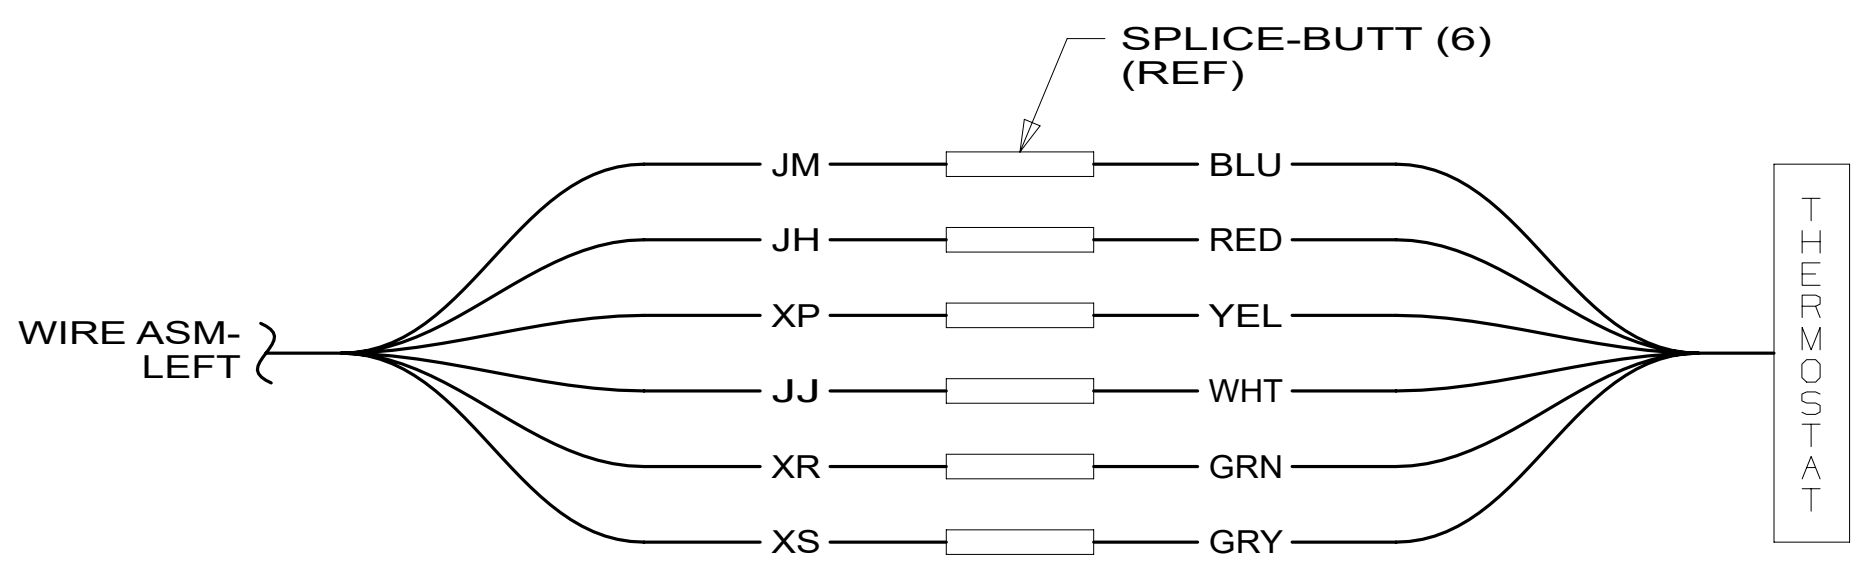 SPLICE-BUTT (6)
(REF)
JM BLU
JH RED
XP YEL
WIRE ASM-
LEFT
JJ WHT
XR GRN
XS GRY
THERMOSTAT